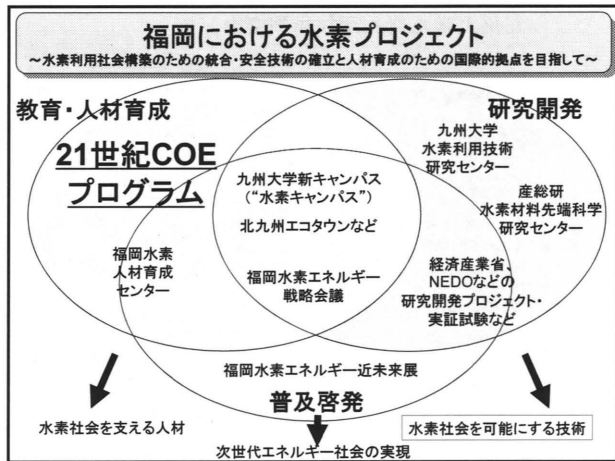 福岡における水素プロジェクト
～水素利用社会構築のための統合・安全技術の確立と人材育成のための国際的拠点を目指して～
教育・人材育成
研究開発
21世紀COE
プログラム
九州大学
水素利用技術
研究センター
九州大学新キャンパス
(“水素キャンパス”)
北九州エコタウンなど
産総研
水素材料先端科学
研究センター
福岡水素
人材育成
センター
福岡水素エネルギー
戦略会議
経済産業省、
NEDOなどの
研究開発プロジェクト・
実証試験など
福岡水素エネルギー近未来展
普及啓発
水素社会を支える人材
水素社会を可能にする技術
次世代エネルギー社会の実現